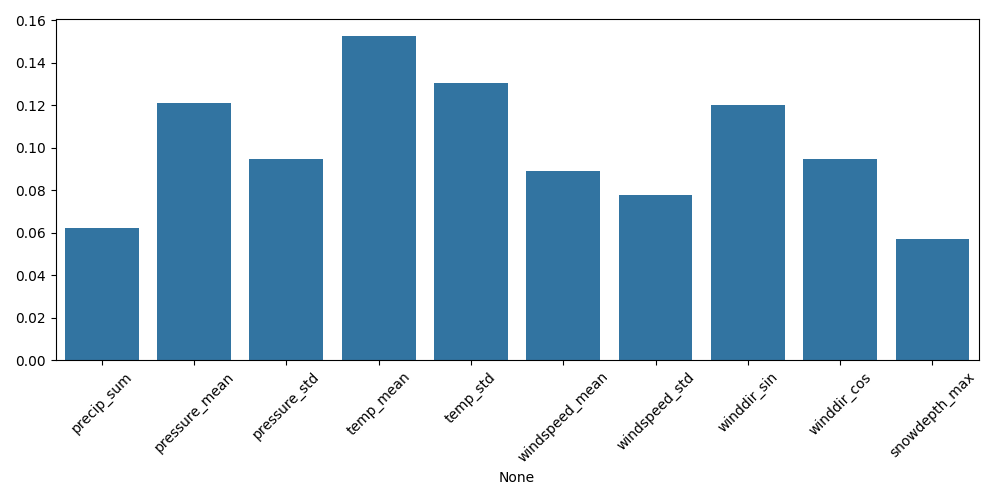 0.16
0.14
0.12
0.10
0.08
0.06
0.04
0.02
0.00
precip_sum
pressure_mean
pressure_std
temp_mean
temp_std
windspeed_mean
windspeed_std
winddir_sin
winddir_cos
snowdepth_max
None